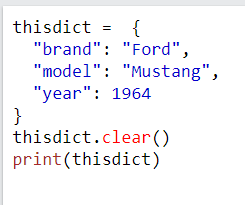 thisdict =  {
  "brand": "Ford",
  "model": "Mustang",
  "year": 1964
}
thisdict.clear()
print(thisdict)